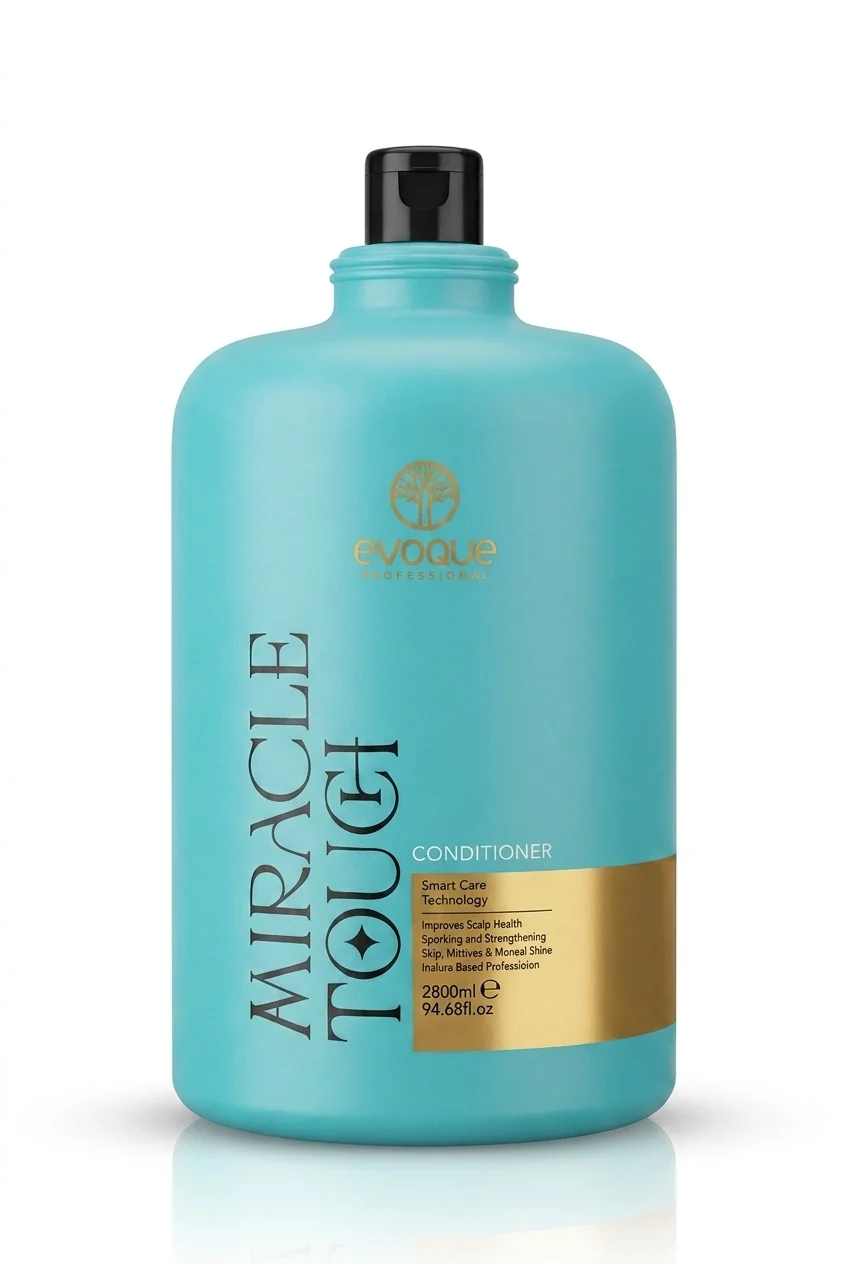 evoque
PROFESSIONAL
MIRACLE
TOUCH
CONDITIONER
Smart Care
Technology
Improves Scalp Health
Sporking and Strengthening
Skip, Mittives & Moneal Shine
Inalura Based Professioion
2800ml e
94.68fl.oz